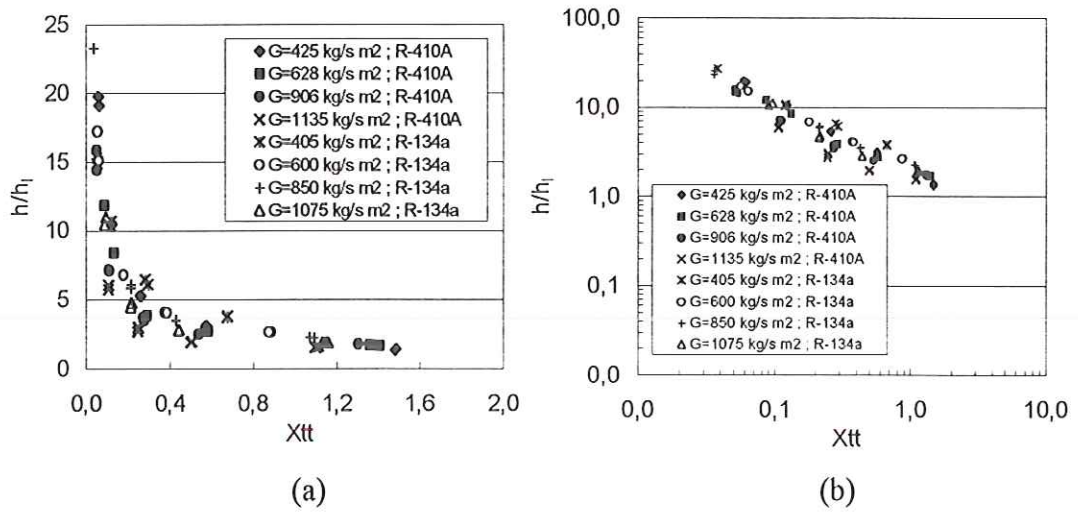 25
20
15
10
5
0
h/hl
G=425 kg/s m2 ; R-410A
G=628 kg/s m2 ; R-410A
G=906 kg/s m2 ; R-410A
G=1135 kg/s m2 ; R-410A
G=405 kg/s m2 ; R-134a
G=600 kg/s m2 ; R-134a
G=850 kg/s m2 ; R-134a
G=1075 kg/s m2 ; R-134a
0,0 0,4 0,8 1,2 1,6 2,0
Xtt
(a)
100,0
10,0
1,0
0,1
0,0
h/hl
G=425 kg/s m2 ; R-410A
G=628 kg/s m2 ; R-410A
G=906 kg/s m2 ; R-410A
G=1135 kg/s m2 ; R-410A
G=405 kg/s m2 ; R-134a
G=600 kg/s m2 ; R-134a
G=850 kg/s m2 ; R-134a
G=1075 kg/s m2 ; R-134a
0,0 0,1 1,0 10,0
Xtt
(b)